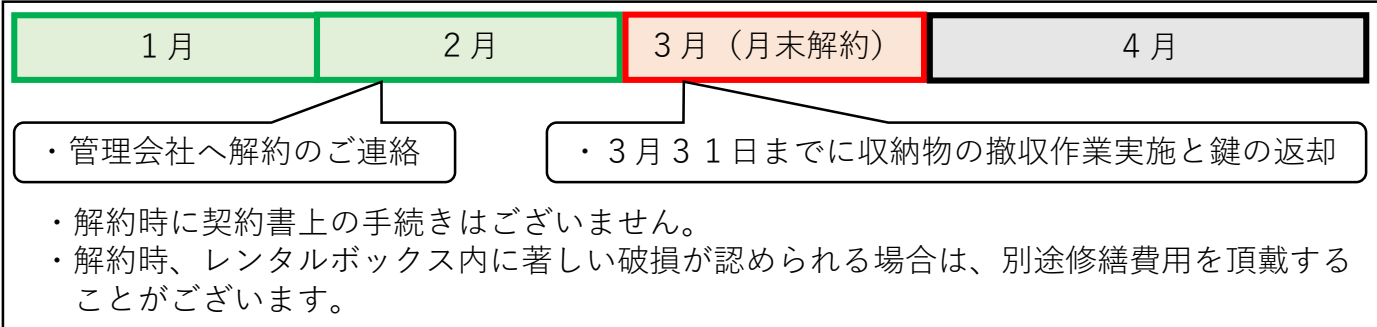 1月 2月 3月（月末解約） 4月
・管理会社へ解約のご連絡 ・３月３１日までに収納物の撤収作業実施と鍵の返却
・解約時に契約書上の手続きはございません。
・解約時、レンタルボックス内に著しい破損が認められる場合は、別途修繕費用を頂戴する
ことがございます。